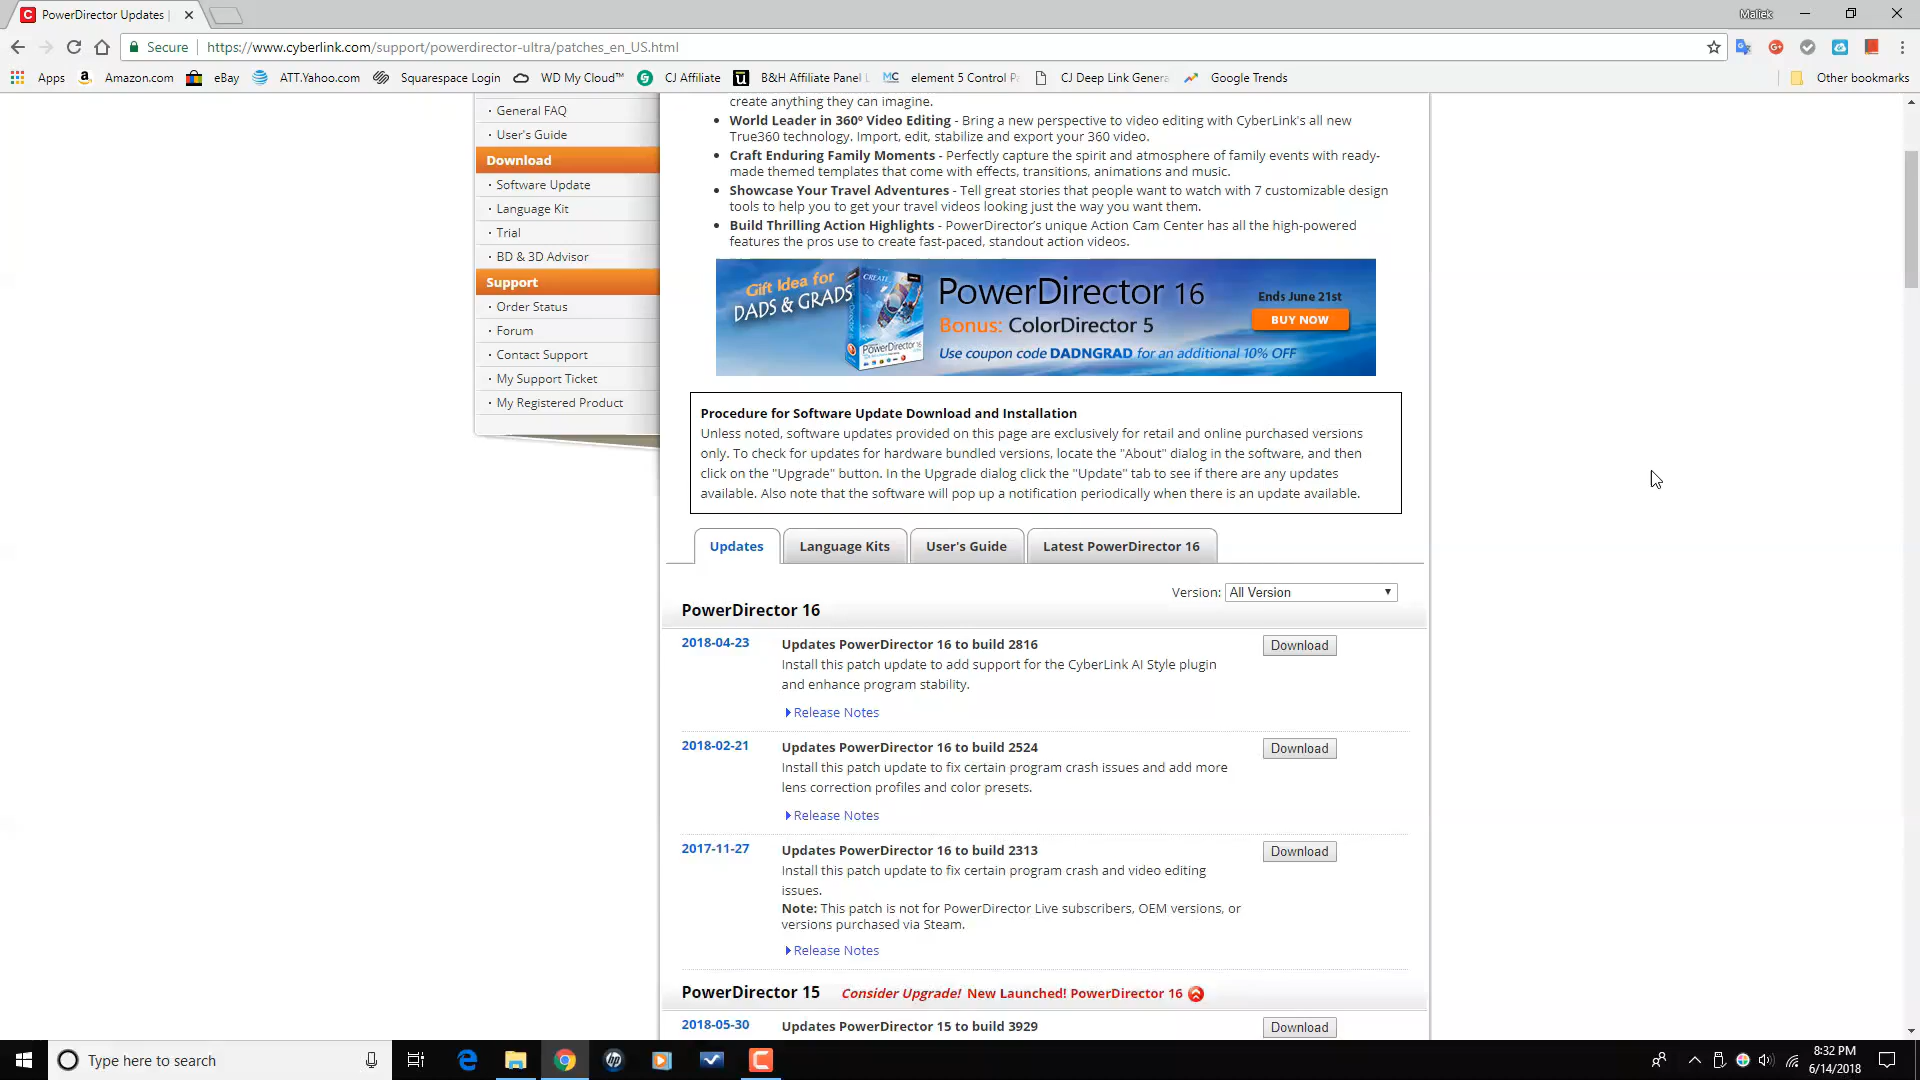 PowerDirector Updates |
Maliek
Secure
https://www.cyberlink.com/support/powerdirector-ultra/patches_en_US.html
Apps
Amazon.com
eBay
ATT.Yahoo.com
Squarespace Login
WD My Cloud™
CJ Affiliate
B&H Affiliate Panel
MC element 5 Control
CJ Deep Link Genera
Google Trends
Other bookmarks
· General FAQ
· User's Guide
Download
· Software Update
· Language Kit
· Trial
· BD & 3D Advisor
Support
· Order Status
· Forum
· Contact Support
· My Support Ticket
· My Registered Product
create anything they can imagine.
• World Leader in 360º Video Editing - Bring a new perspective to video editing with CyberLink's all new
True360 technology. Import, edit, stabilize and export your 360 video.
• Craft Enduring Family Moments - Perfectly capture the spirit and atmosphere of family events with ready-
made themed templates that come with effects, transitions, animations and music.
• Showcase Your Travel Adventures - Tell great stories that people want to watch with 7 customizable design
tools to help you to get your travel videos looking just the way you want them.
• Build Thrilling Action Highlights - PowerDirector's unique Action Cam Center has all the high-powered
features the pros use to create fast-paced, standout action videos.
Gift Idea for
DADS & GRADS
CREATE
PowerDirector 16
PowerDirector 16
Bonus: ColorDirector 5
Use coupon code DADNGRAD for an additional 10% OFF
Ends June 21st
BUY NOW
Procedure for Software Update Download and Installation
Unless noted, software updates provided on this page are exclusively for retail and online purchased versions
only. To check for updates for hardware bundled versions, locate the "About" dialog in the software, and then
click on the "Upgrade" button. In the Upgrade dialog click the "Update" tab to see if there are any updates
available. Also note that the software will pop up a notification periodically when there is an update available.
Updates
Language Kits
User's Guide
Latest PowerDirector 16
Version: All Version
PowerDirector 16
2018-04-23
Updates PowerDirector 16 to build 2816
Download
Install this patch update to add support for the CyberLink AI Style plugin
and enhance program stability.
Release Notes
2018-02-21
Updates PowerDirector 16 to build 2524
Download
Install this patch update to fix certain program crash issues and add more
lens correction profiles and color presets.
Release Notes
2017-11-27
Updates PowerDirector 16 to build 2313
Download
Install this patch update to fix certain program crash and video editing
issues.
Note: This patch is not for PowerDirector Live subscribers, OEM versions, or
versions purchased via Steam.
Release Notes
PowerDirector 15
Consider Upgrade! New Launched! PowerDirector 16
2018-05-30
Updates PowerDirector 15 to build 3929
Download
Type here to search
8:32 PM
6/14/2018